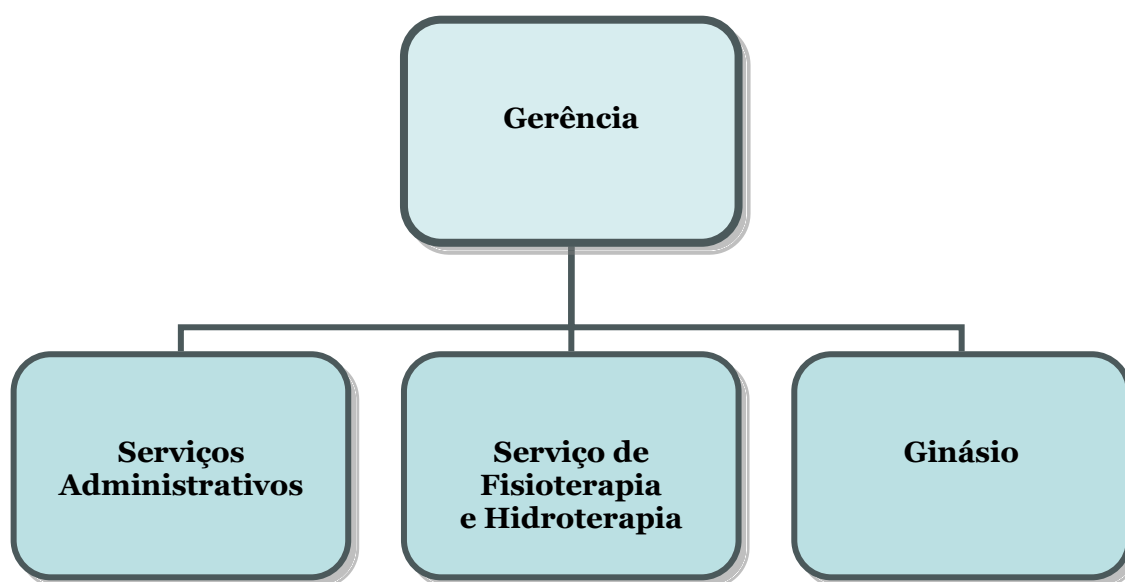 Gerência
Serviços
Administrativos
Serviço de
Fisioterapia
e Hidroterapia
Ginásio